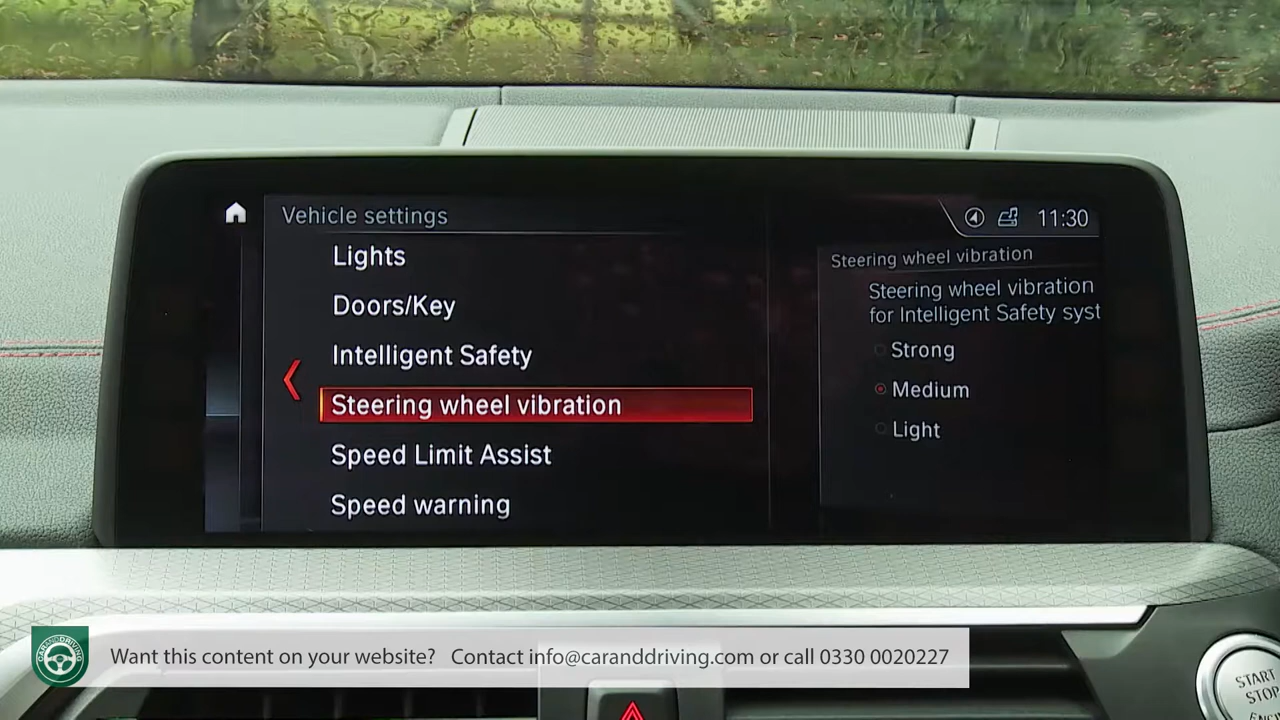 Vehicle settings
11:30
Lights
Doors/Key
Intelligent Safety
Steering wheel vibration
Speed Limit Assist
Speed warning
Steering wheel vibration
Steering wheel vibration
for Intelligent Safety syst
Strong
Medium
Light
CARANDDRIVING
Want this content on your website? Contact info@caranddriving.com or call 0330 0020227
START
STOP